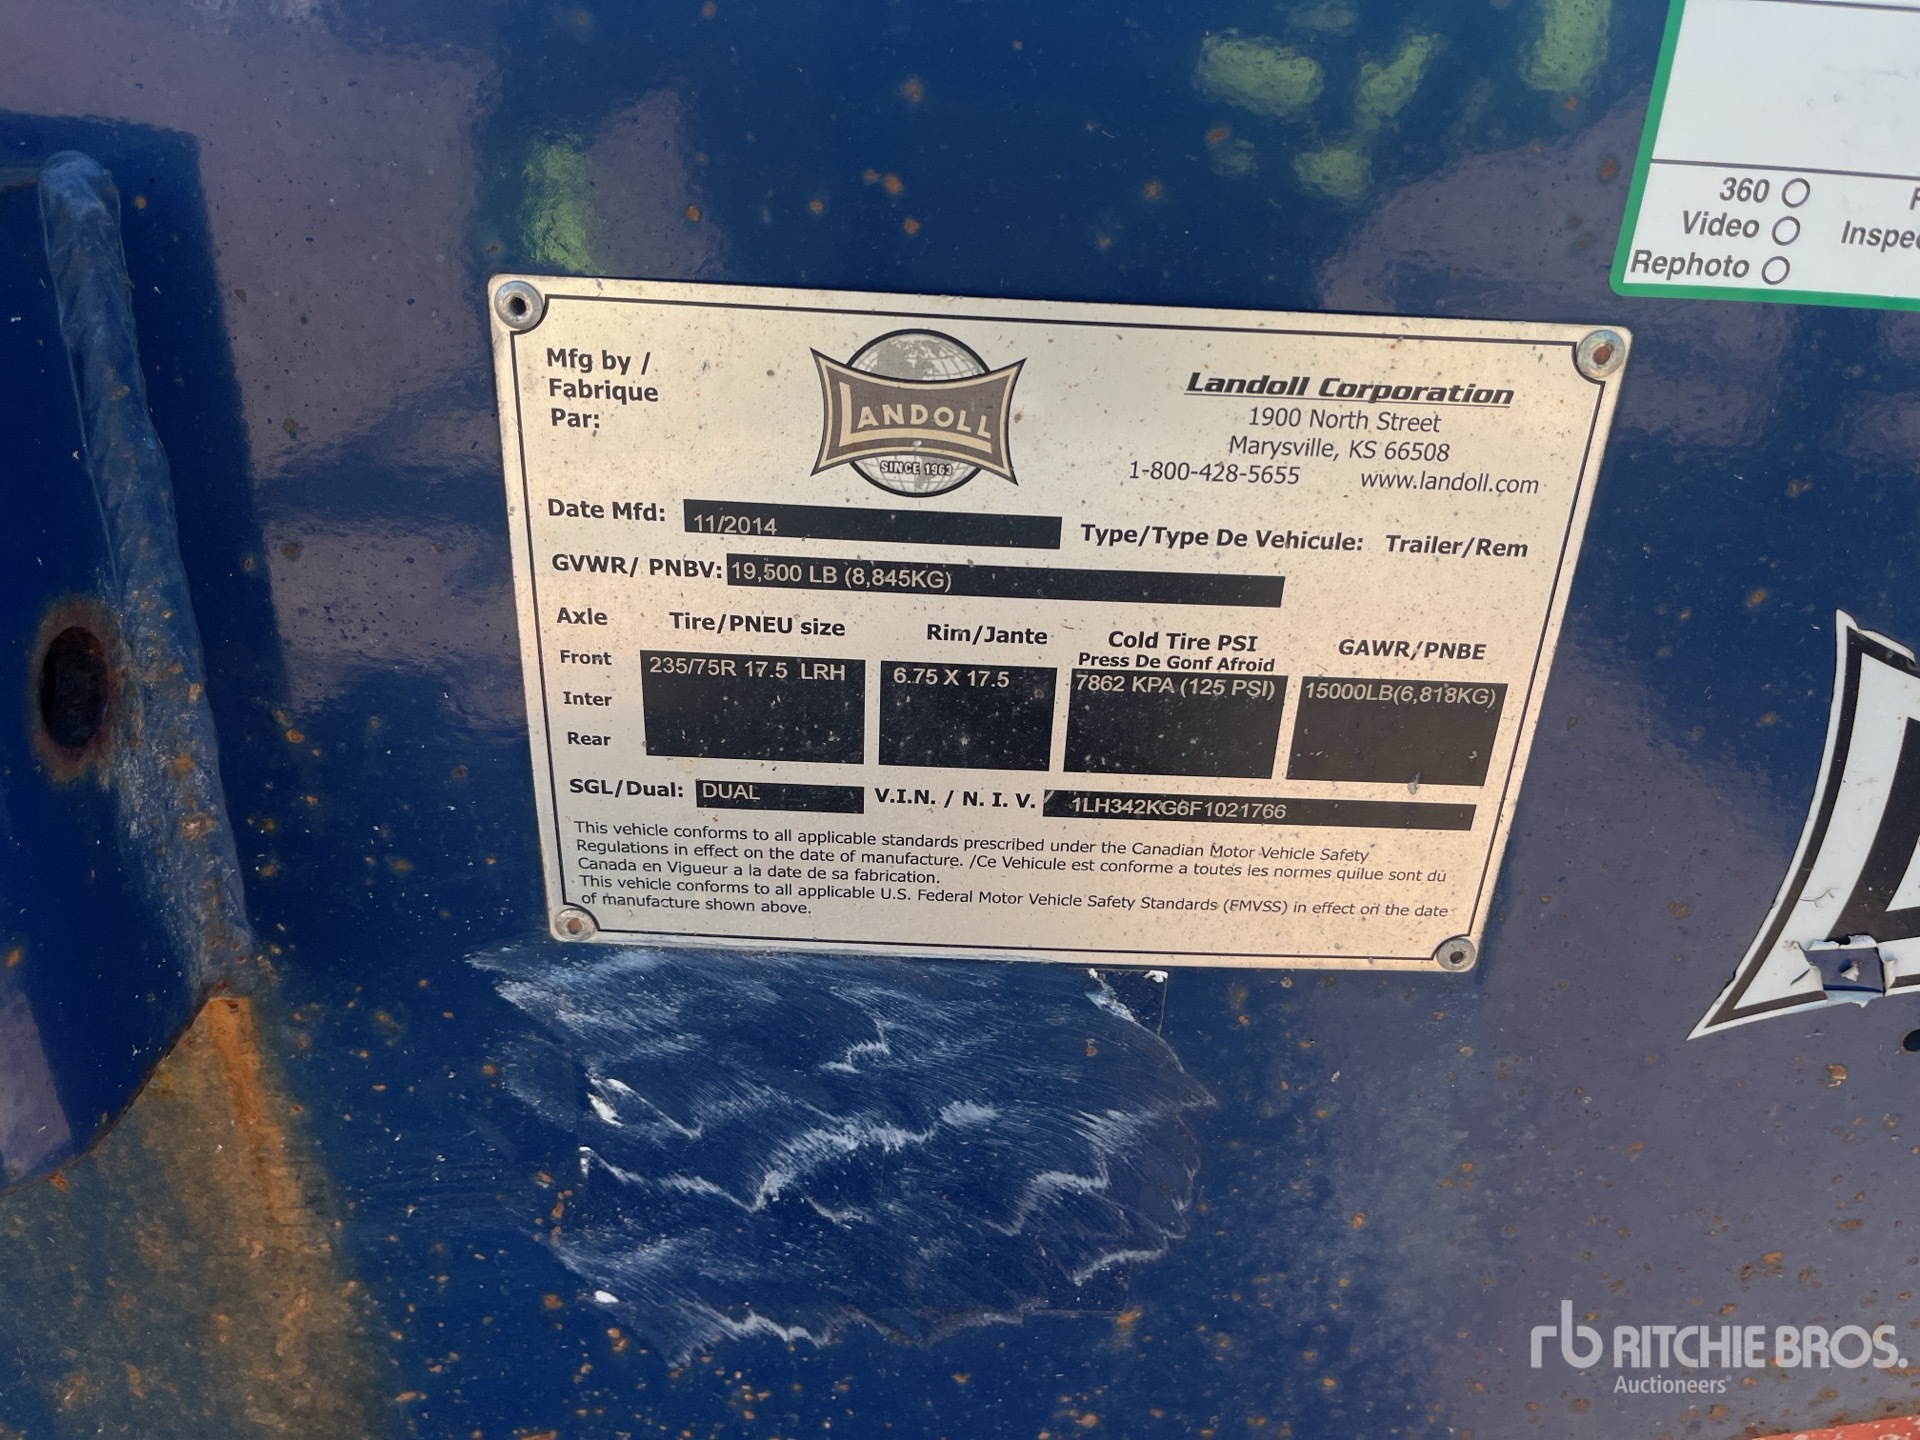 360
Video
Inspe
Rephoto
Mfg by /
Fabrique
Par:
LANDOLL
SINCE 1963
Landoll Corporation
1900 North Street
Marysville, KS 66508
1-800-428-5655 www.landoll.com
Date Mfd: 11/2014 Type/Type De Vehicule: Trailer/Rem
GVWR/ PNBV: 19,500 LB (8,845KG)
Axle Tire/PNEU size Rim/Jante Cold Tire PSI GAWR/PNBE
Press De Gonf Afroid
Front 235/75R 17.5 LRH 6.75 X 17.5 7862 KPA (125 PSI) 15000LB(6,818KG)
Inter
Rear
SGL/Dual: DUAL V.I.N. / N. I. V. 1LH342KG6F1021766
This vehicle conforms to all applicable standards prescribed under the Canadian Motor Vehicle Safety
Regulations in effect on the date of manufacture. /Ce Vehicule est conforme a toutes les normes quilue sont dú
Canada en Vigueur a la date de sa fabrication.
This vehicle conforms to all applicable U.S. Federal Motor Vehicle Safety Standards (FMVSS) in effect on the date
of manufacture shown above.
rb RITCHIE BROS.
Auctioneers